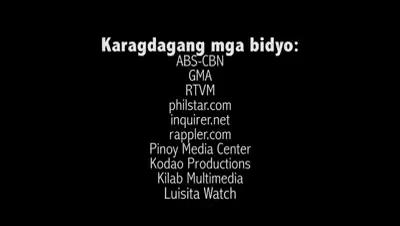 Karagdagang mga bidyo:
ABS-CBN
GMA
RTVM
philstar.com
inquirer.net
rappler.com
Pinoy Media Center
Kodao Productions
Kilab Multimedia
Luisita Watch